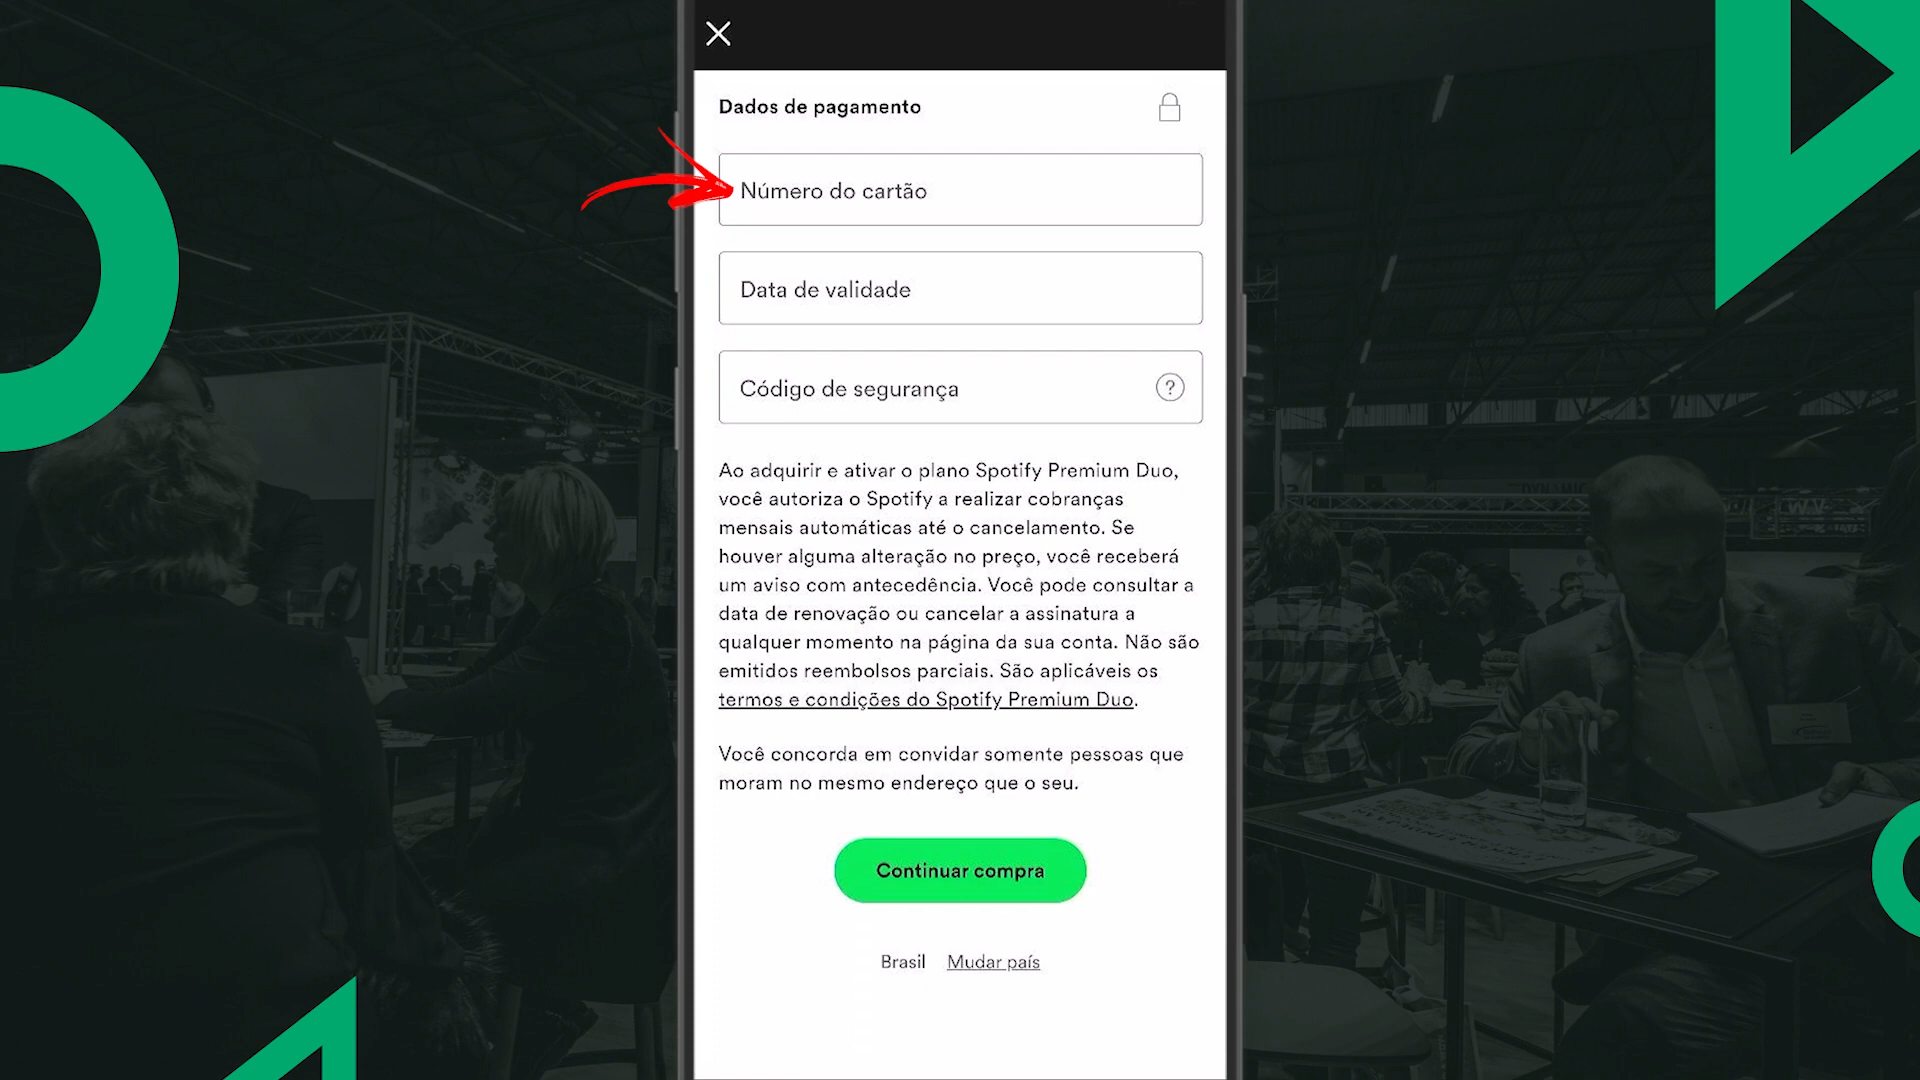 Dados de pagamento
Número do cartão
Data de validade
Código de segurança
?
Ao adquirir e ativar o plano Spotify Premium Duo,
você autoriza o Spotify a realizar cobranças
mensais automáticas até o cancelamento. Se
houver alguma alteração no preço, você receberá
um aviso com antecedência. Você pode consultar a
data de renovação ou cancelar a assinatura a
qualquer momento na página da sua conta. Não são
emitidos reembolsos parciais. São aplicáveis os
termos e condições do Spotify Premium Duo.
Você concorda em convidar somente pessoas que
moram no mesmo endereço que o seu.
Continuar compra
Brasil Mudar país